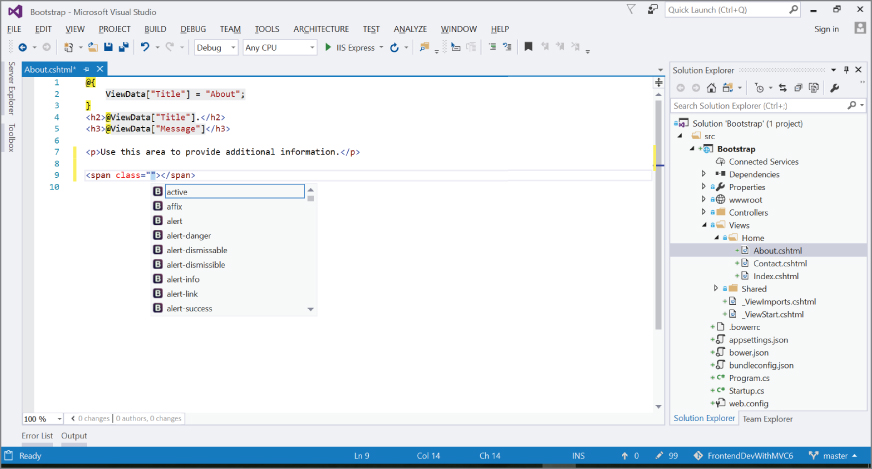 Bootstrap - Microsoft Visual Studio
Quick Launch (Ctrl+Q)
FILE EDIT VIEW PROJECT BUILD DEBUG TEAM TOOLS ARCHITECTURE TEST ANALYZE WINDOW HELP
Sign in
Debug Any CPU IIS Express
Server Explorer
Toolbox
About.cshtml*
1 @{
2 ViewData["Title"] = "About";
3 }
4 <h2>@ViewData["Title"].</h2>
5 <h3>@ViewData["Message"]</h3>
6
7 <p>Use this area to provide additional information.</p>
8
9 <span class=""></span>
10
B active
B affix
B alert
B alert-danger
B alert-dismissable
B alert-dismissible
B alert-info
B alert-link
B alert-success
100 %
0 changes | 0 authors, 0 changes
Solution Explorer
Search Solution Explorer (Ctrl+;)
Solution 'Bootstrap' (1 project)
src
Bootstrap
Connected Services
Dependencies
Properties
wwwroot
Controllers
Views
Home
About.cshtml
Contact.cshtml
Index.cshtml
Shared
_ViewImports.cshtml
_ViewStart.cshtml
.bowerrc
appsettings.json
bower.json
bundleconfig.json
C# Program.cs
C# Startup.cs
web.config
Solution Explorer Team Explorer
Error List Output
Ready Ln 9 Col 14 Ch 14 INS 0 99 FrontendDevWithMVC6 master